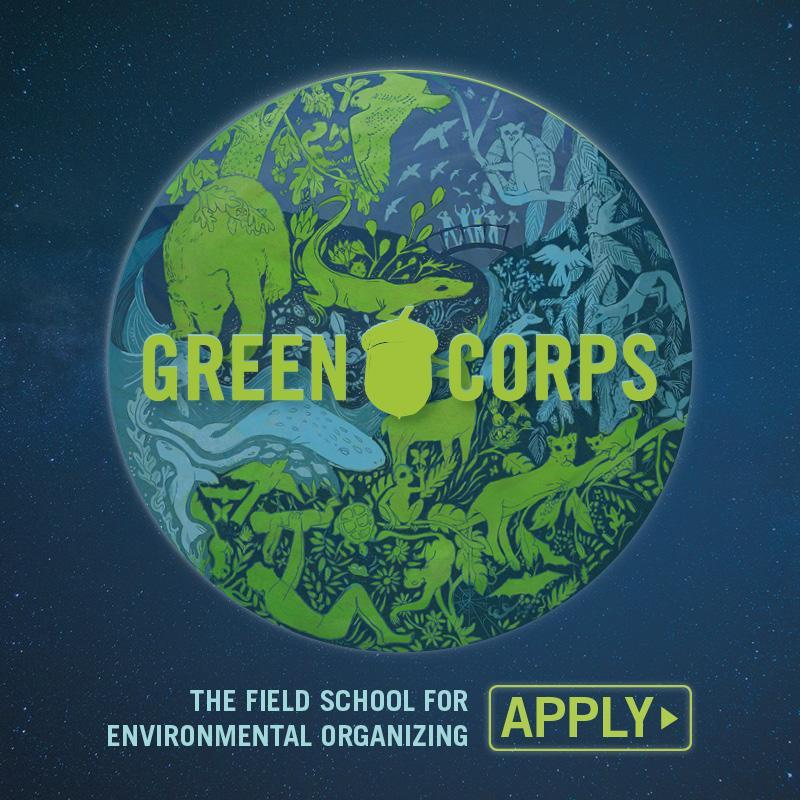 GREEN CORPS
THE FIELD SCHOOL FOR
ENVIRONMENTAL ORGANIZING
APPLY